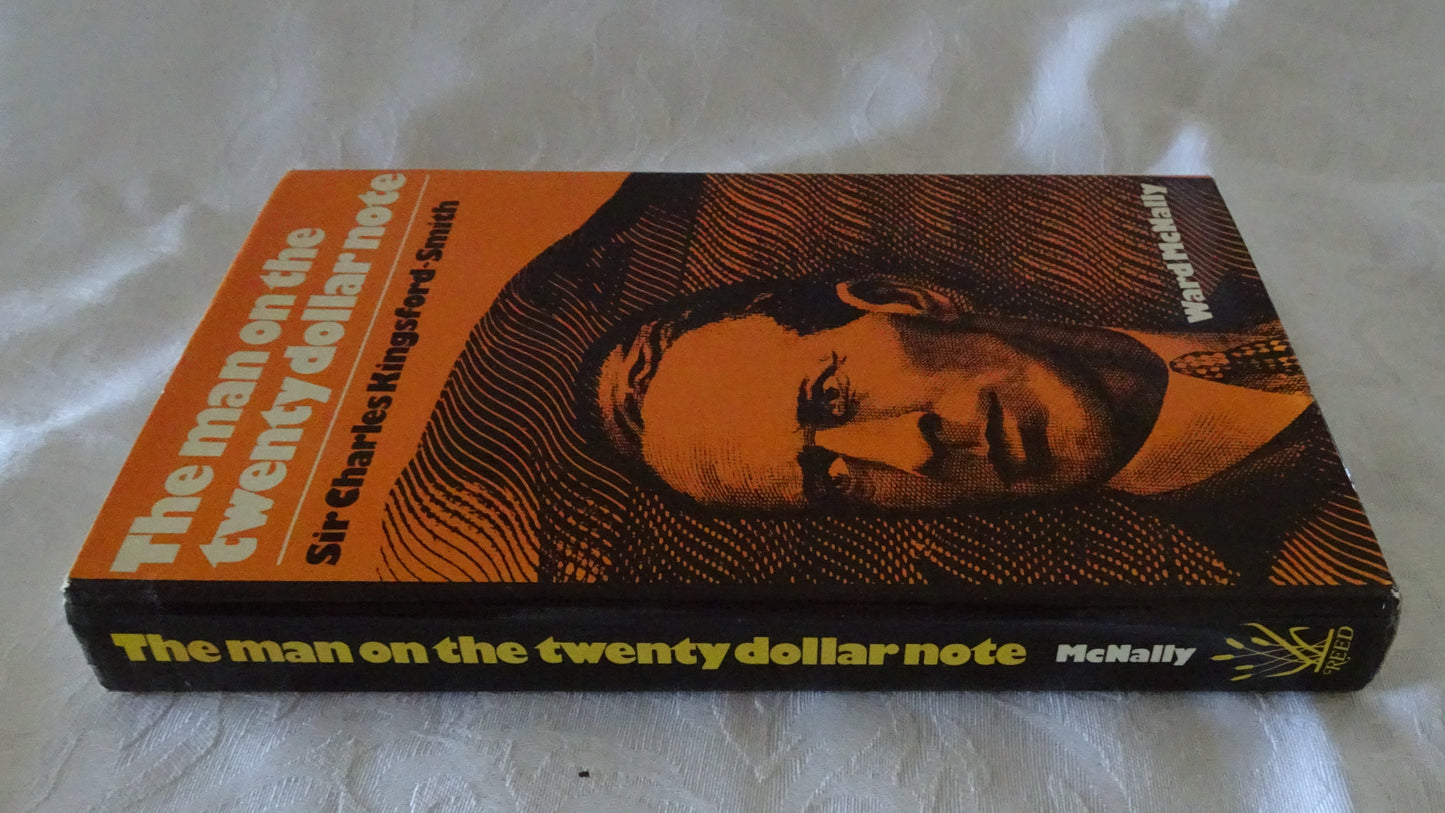 The man on the
twenty dollar note
Sir Charles Kingsford-Smith
Ward McNally
The man on the twenty dollar note McNally REED